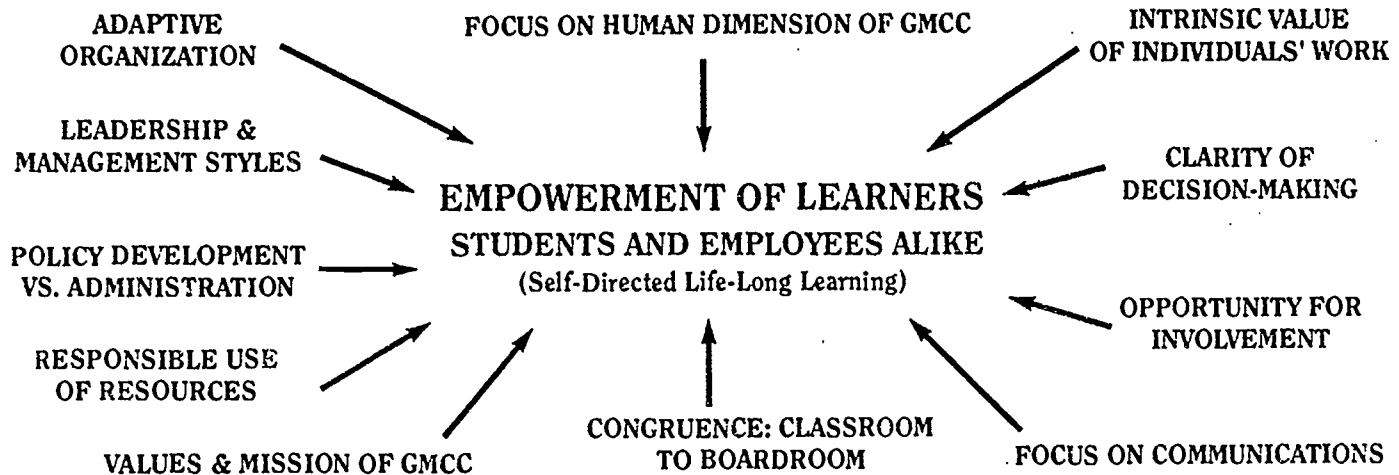 ADAPTIVE
ORGANIZATION
FOCUS ON HUMAN DIMENSION OF GMCC
INTRINSIC VALUE
OF INDIVIDUALS' WORK
LEADERSHIP &
MANAGEMENT STYLES
CLARITY OF
DECISION-MAKING
EMPOWERMENT OF LEARNERS
STUDENTS AND EMPLOYEES ALIKE
(Self-Directed Life-Long Learning)
POLICY DEVELOPMENT
VS. ADMINISTRATION
OPPORTUNITY FOR
INVOLVEMENT
RESPONSIBLE USE
OF RESOURCES
VALUES & MISSION OF GMCC
CONGRUENCE: CLASSROOM
TO BOARDROOM
FOCUS ON COMMUNICATIONS